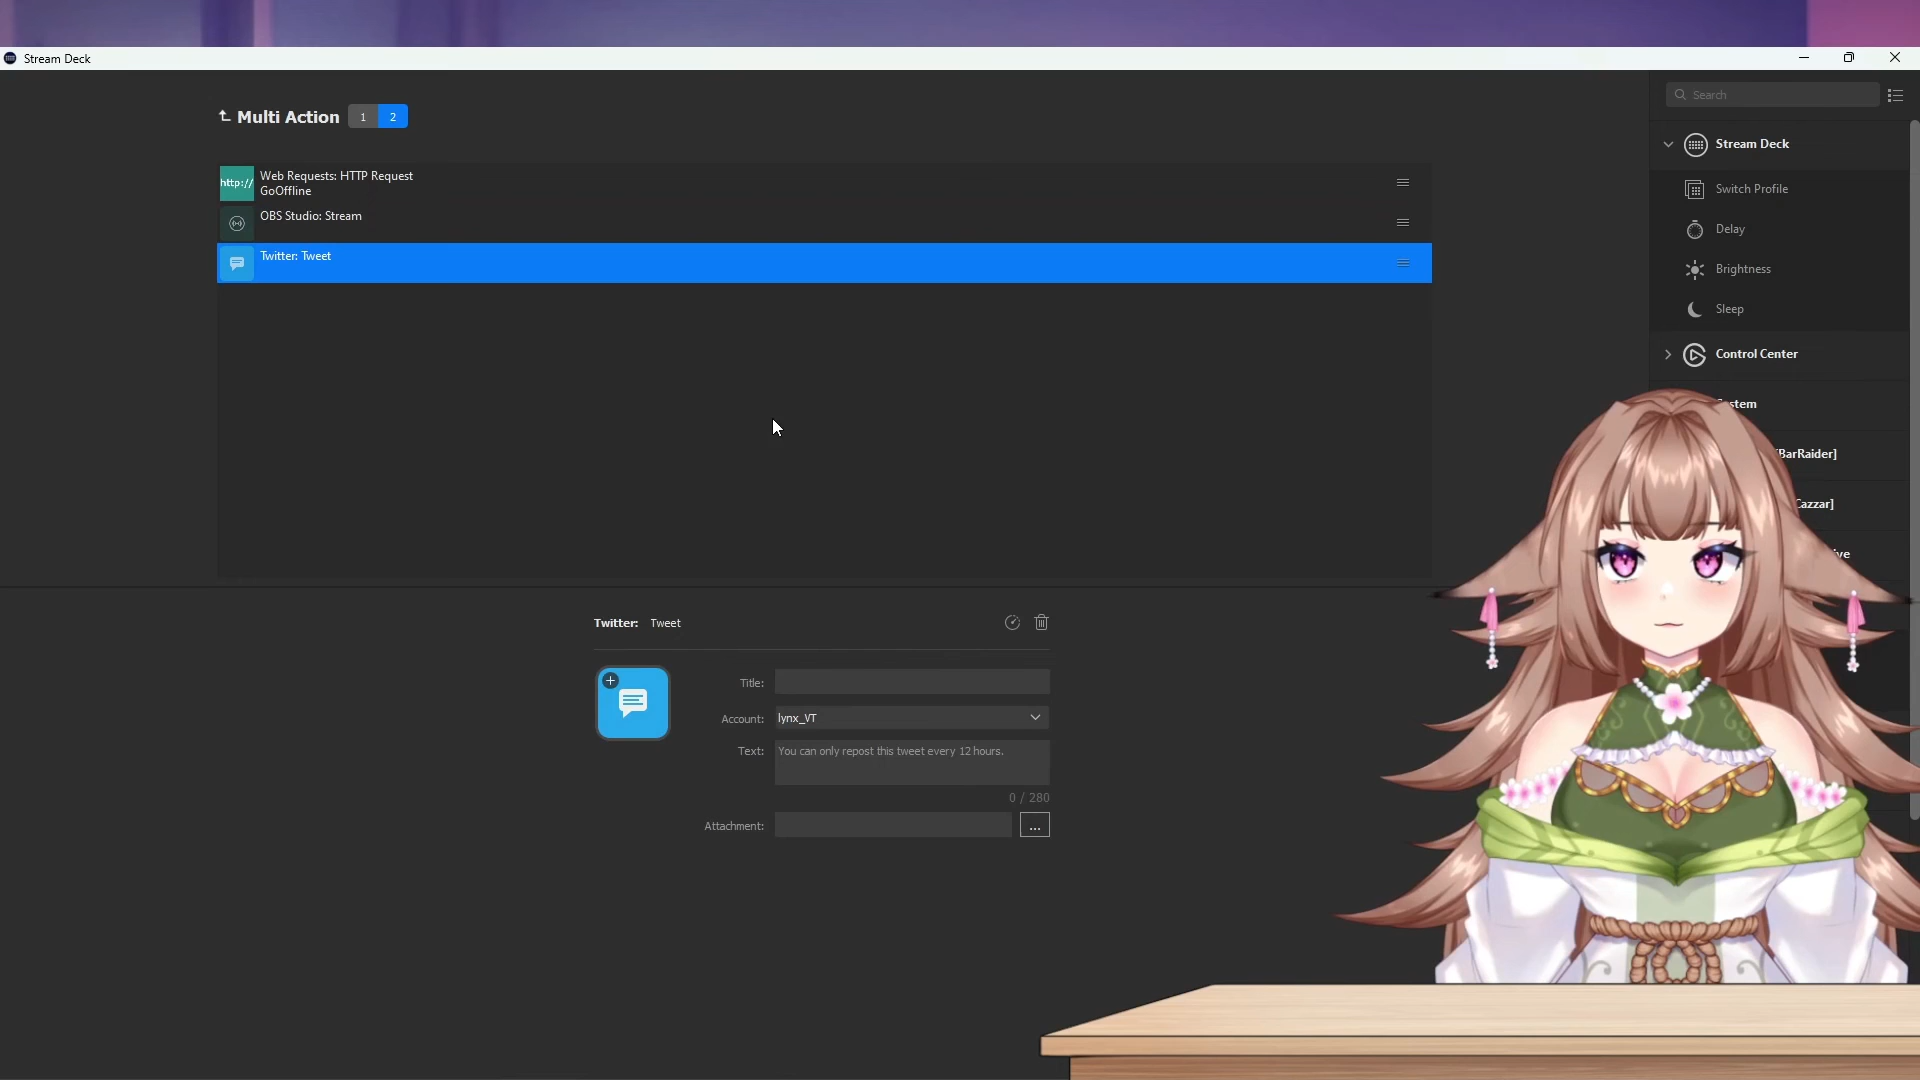 Stream Deck
Multi Action 1 2
Search
http:// Web Requests: HTTP Request
GoOffline
OBS Studio: Stream
Twitter: Tweet
Stream Deck
Switch Profile
Delay
Brightness
Sleep
Control Center
[BarRaider]
Cazzar]
Twitter: Tweet
Title:
Account: lynx_VT
Text: You can only repost this tweet every 12 hours.
0 / 280
Attachment: ...